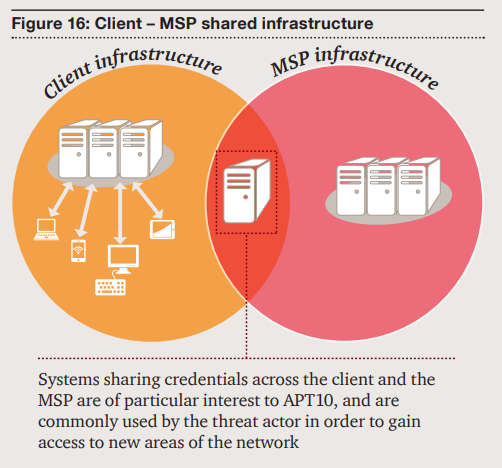 Figure 16: Client – MSP shared infrastructure
Client infrastructure
MSP infrastructure
Systems sharing credentials across the client and the
MSP are of particular interest to APT10, and are
commonly used by the threat actor in order to gain
access to new areas of the network